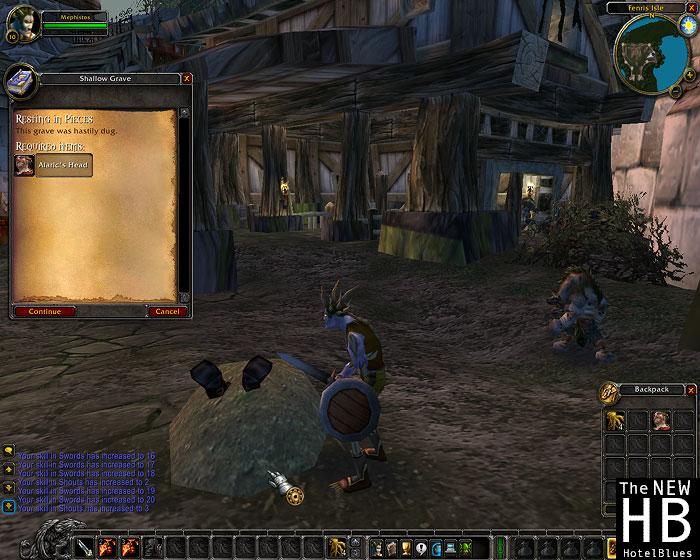 Mephistos
10
Fenris Isle
N
Shallow Grave
Resting in Pieces
This grave was hastily dug.
Required items:
Alaric's Head
Continue
Cancel
Backpack
Your skill in Swords has increased to 16
Your skill in Swords has increased to 17
Your skill in Swords has increased to 18
Your skill in Shouts has increased to 2
Your skill in Swords has increased to 19
Your skill in Swords has increased to 20
Your skill in Shouts has increased to 3
The NEW
HB
HotelBlues